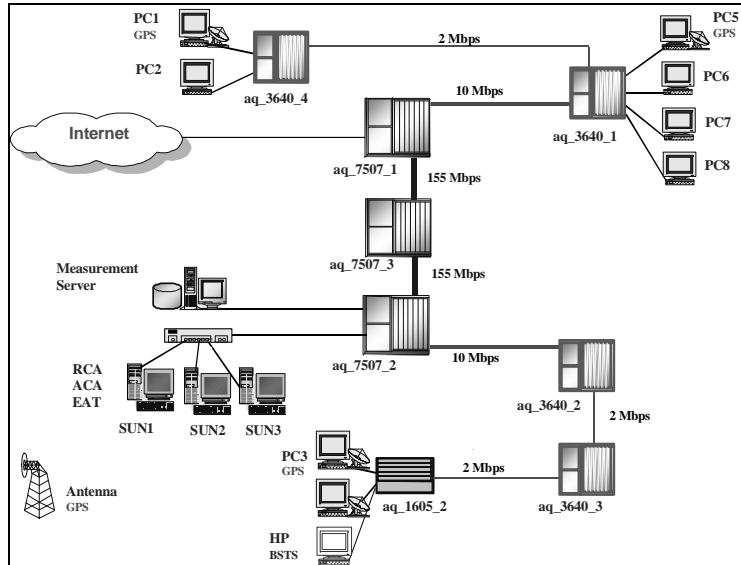 PC1
GPS
PC2
aq_3640_4
2 Mbps
PC5
GPS
PC6
PC7
PC8
10 Mbps
aq_3640_1
Internet
aq_7507_1
155 Mbps
aq_7507_3
155 Mbps
Measurement
Server
aq_7507_2
10 Mbps
RCA
ACA
EAT
SUN1
SUN2
SUN3
aq_3640_2
2 Mbps
PC3
GPS
2 Mbps
aq_1605_2
aq_3640_3
Antenna
GPS
HP
BSTS